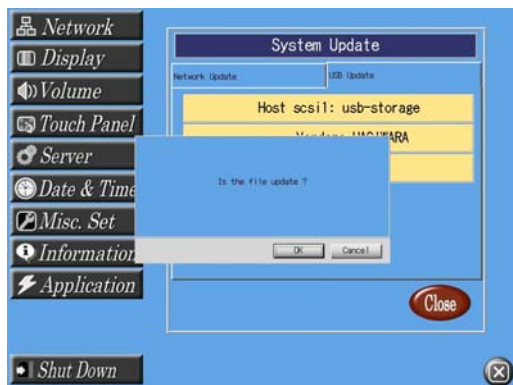 Network
Display
Volume
Touch Panel
Server
Date & Time
Misc. Set
Information
Application
Shut Down
System Update
Network Update
USB Update
Host scsi1: usb-storage
Is the file update ?
OK
Cancel
Close